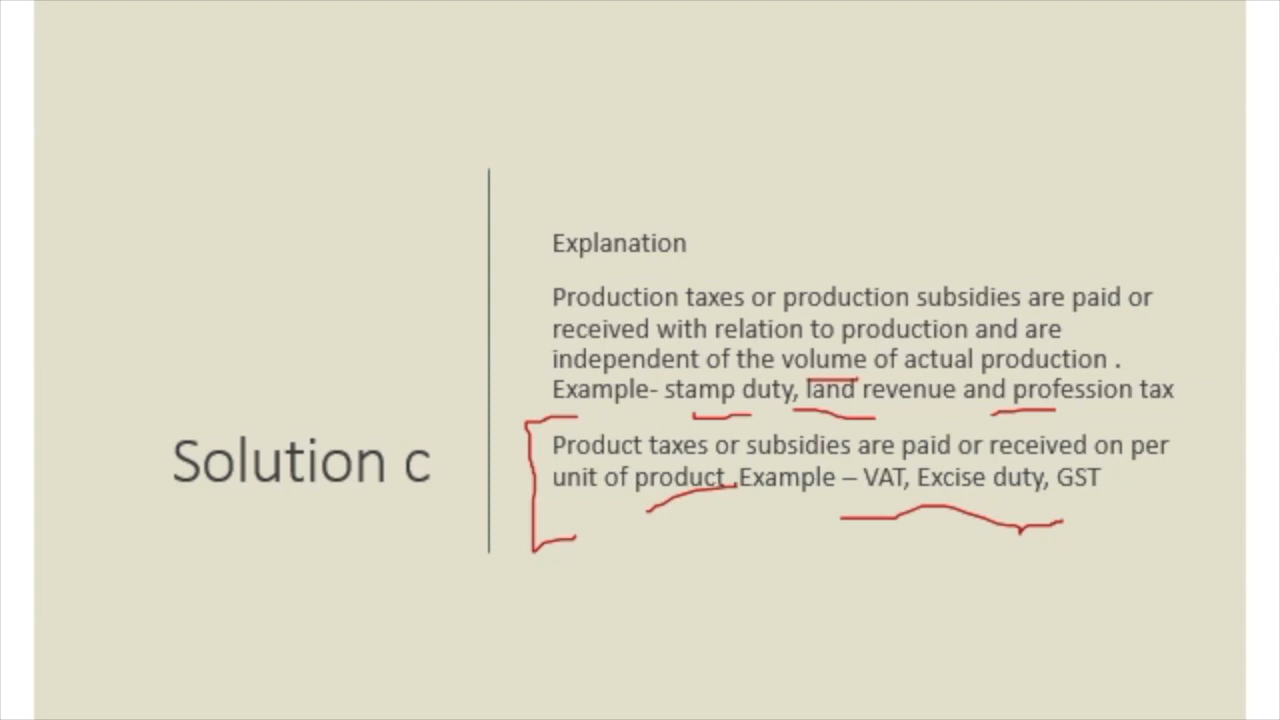 Solution c
Explanation
Production taxes or production subsidies are paid or
received with relation to production and are
independent of the volume of actual production .
Example- stamp duty, land revenue and profession tax
Product taxes or subsidies are paid or received on per
unit of product .Example – VAT, Excise duty, GST